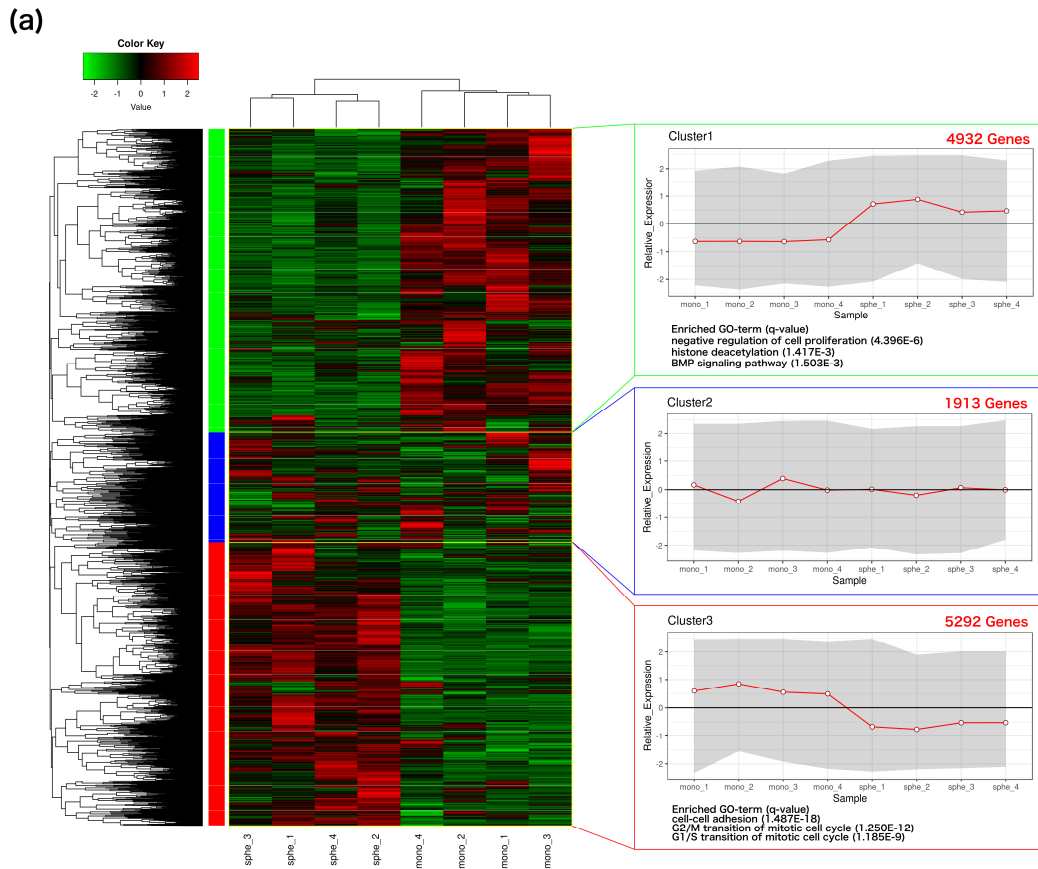 (a)
Color Key
-2 -1 0 1 2
Value
sphe_3 sphe_1 sphe_4 sphe_2 mono_4 mono_2 mono_1 mono_3
Cluster1
4932 Genes
Relative_Expression
2
1
0
-1
-2
mono_1 mono_2 mono_3 mono_4 sphe_1 sphe_2 sphe_3 sphe_4
Sample
Enriched GO-term (q-value)
negative regulation of cell proliferation (4.396E-6)
histone deacetylation (1.417E-3)
BMP signaling pathway (1.503E-3)
Cluster2
1913 Genes
Relative_Expression
2
1
0
-1
-2
mono_1 mono_2 mono_3 mono_4 sphe_1 sphe_2 sphe_3 sphe_4
Sample
Cluster3
5292 Genes
Relative_Expression
2
1
0
-1
-2
mono_1 mono_2 mono_3 mono_4 sphe_1 sphe_2 sphe_3 sphe_4
Sample
Enriched GO-term (q-value)
cell-cell adhesion (1.487E-18)
G2/M transition of mitotic cell cycle (1.250E-12)
G1/S transition of mitotic cell cycle (1.185E-9)